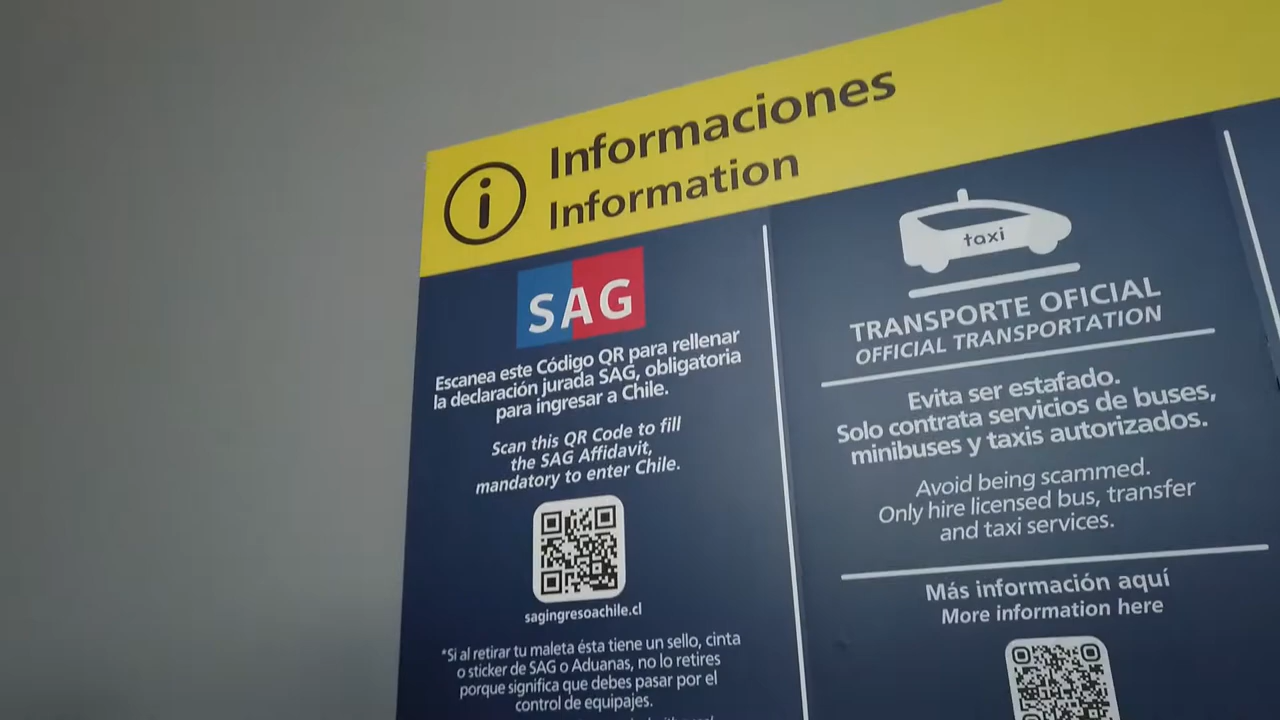 Informaciones
Information
SAG
Escanea este Código QR para rellenar
la declaración jurada SAG, obligatoria
para ingresar a Chile.
Scan this QR Code to fill
the SAG Affidavit,
mandatory to enter Chile.
sagingresoachile.cl
*Si al retirar tu maleta ésta tiene un sello, cinta
o sticker de SAG o Aduanas, no lo retires
porque significa que debes pasar por el
control de equipajes.
taxi
TRANSPORTE OFICIAL
OFFICIAL TRANSPORTATION
Evita ser estafado.
Solo contrata servicios de buses,
minibuses y taxis autorizados.
Avoid being scammed.
Only hire licensed bus, transfer
and taxi services.
Más información aquí
More information here